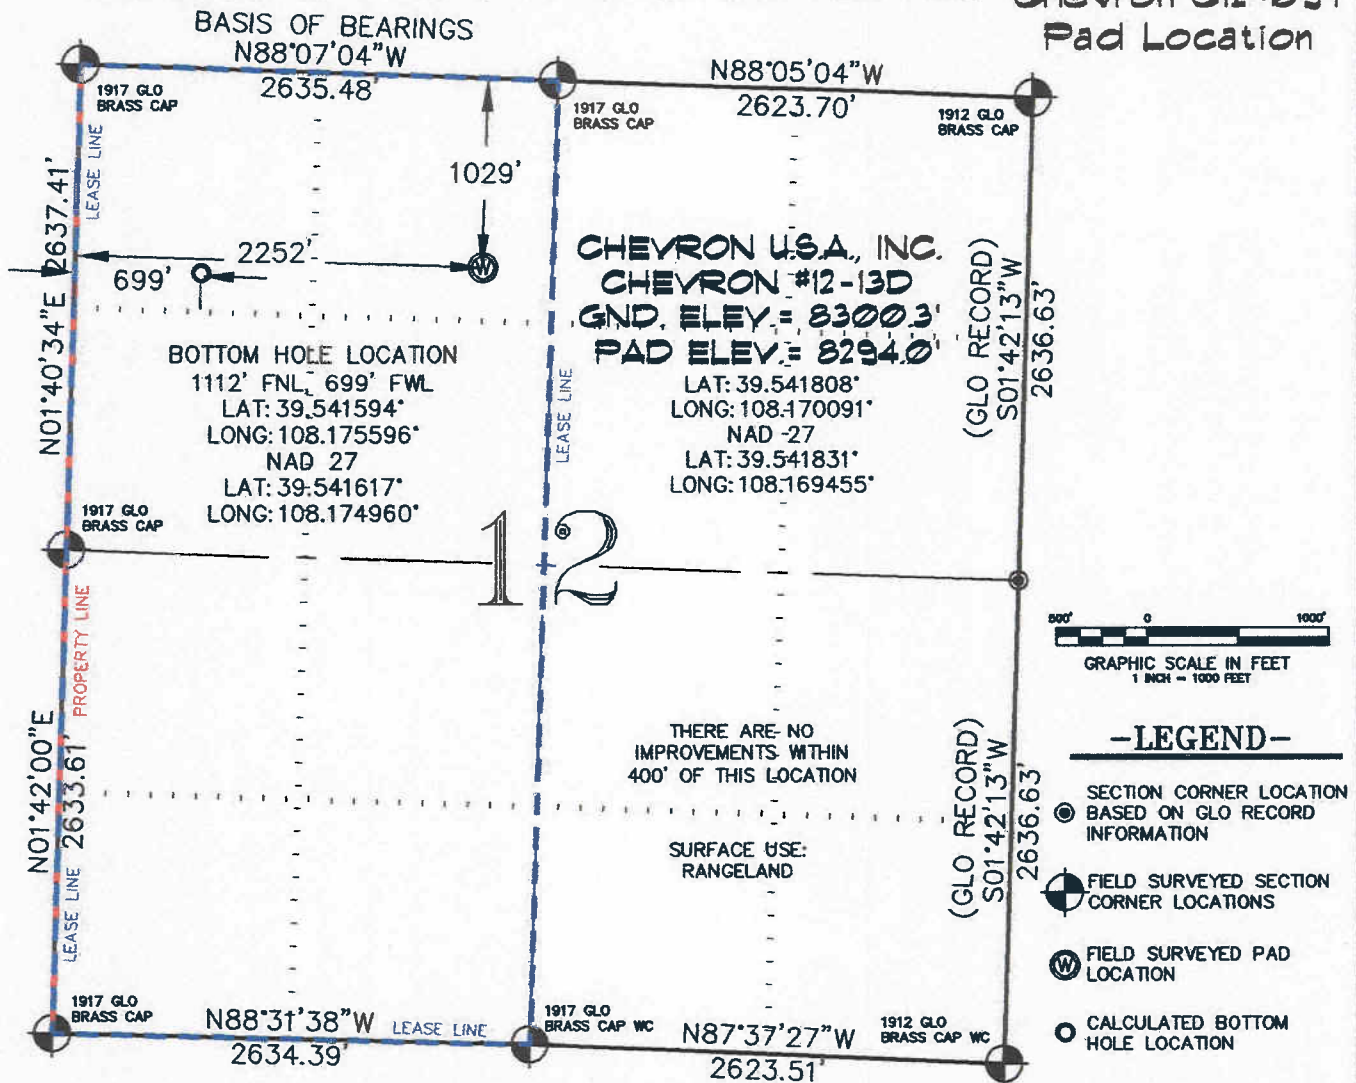 Pad Location
BASIS OF BEARINGS
N88°07'04"W
2635.48'
N88°05'04"W
2623.70'
1917 GLO
BRASS CAP
1917 GLO
BRASS CAP
1912 GLO
BRASS CAP
LEASE LINE
N01°40'34"E 2637.41'
1029'
2252'
699'
W
CHEVRON U.S.A., INC.
CHEVRON #12-13D
GND. ELEV.= 8300.3'
PAD ELEV.= 8294.0'
LAT: 39.541808°
LONG: 108.170091°
NAD 27
LAT: 39.541831°
LONG: 108.169455°
(GLO RECORD)
S01°42'13"W
2636.63'
BOTTOM HOLE LOCATION
1112' FNL, 699' FWL
LAT: 39.541594°
LONG: 108.175596°
NAD 27
LAT: 39.541617°
LONG: 108.174960°
LEASE LINE
1917 GLO
BRASS CAP
12
PROPERTY LINE
N01°42'00"E
2633.61'
LEASE LINE
THERE ARE NO
IMPROVEMENTS WITHIN
400' OF THIS LOCATION
SURFACE USE:
RANGELAND
(GLO RECORD)
S01°42'13"W
2636.63'
500' 0 1000'
GRAPHIC SCALE IN FEET
1 INCH = 1000 FEET
-LEGEND-
SECTION CORNER LOCATION
BASED ON GLO RECORD
INFORMATION
FIELD SURVEYED SECTION
CORNER LOCATIONS
W FIELD SURVEYED PAD
LOCATION
CALCULATED BOTTOM
HOLE LOCATION
1917 GLO
BRASS CAP
N88°31'38"W LEASE LINE
2634.39'
1917 GLO
BRASS CAP WC
N87°37'27"W
2623.51'
1912 GLO
BRASS CAP WC